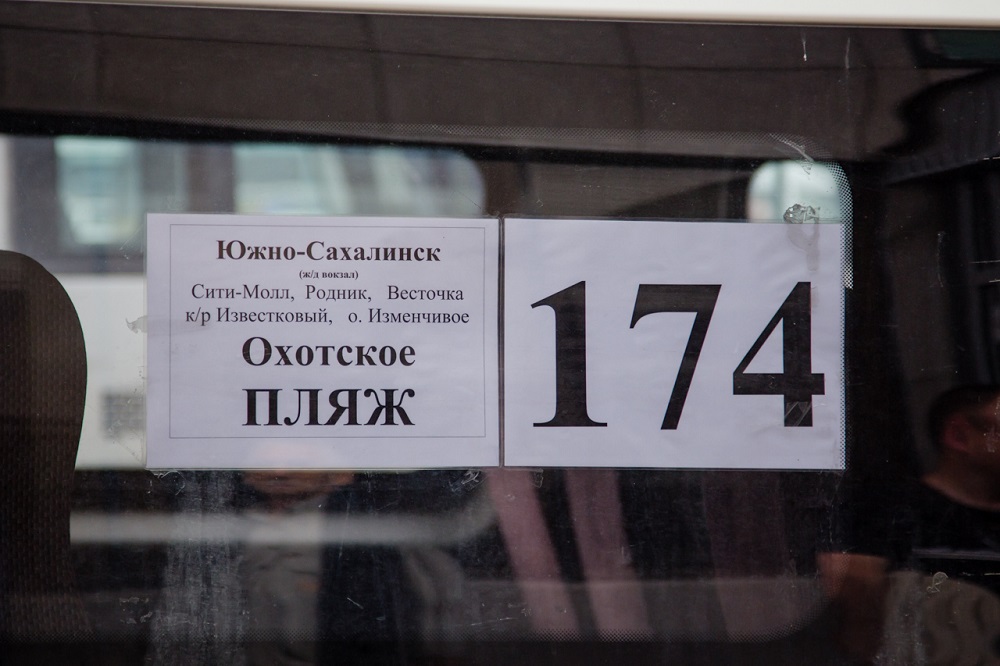 Южно-Сахалинск
(ж/д вокзал)
Сити-Молл, Родник, Весточка
к/р Известковый, о. Изменчивое
Охотское
ПЛЯЖ
174